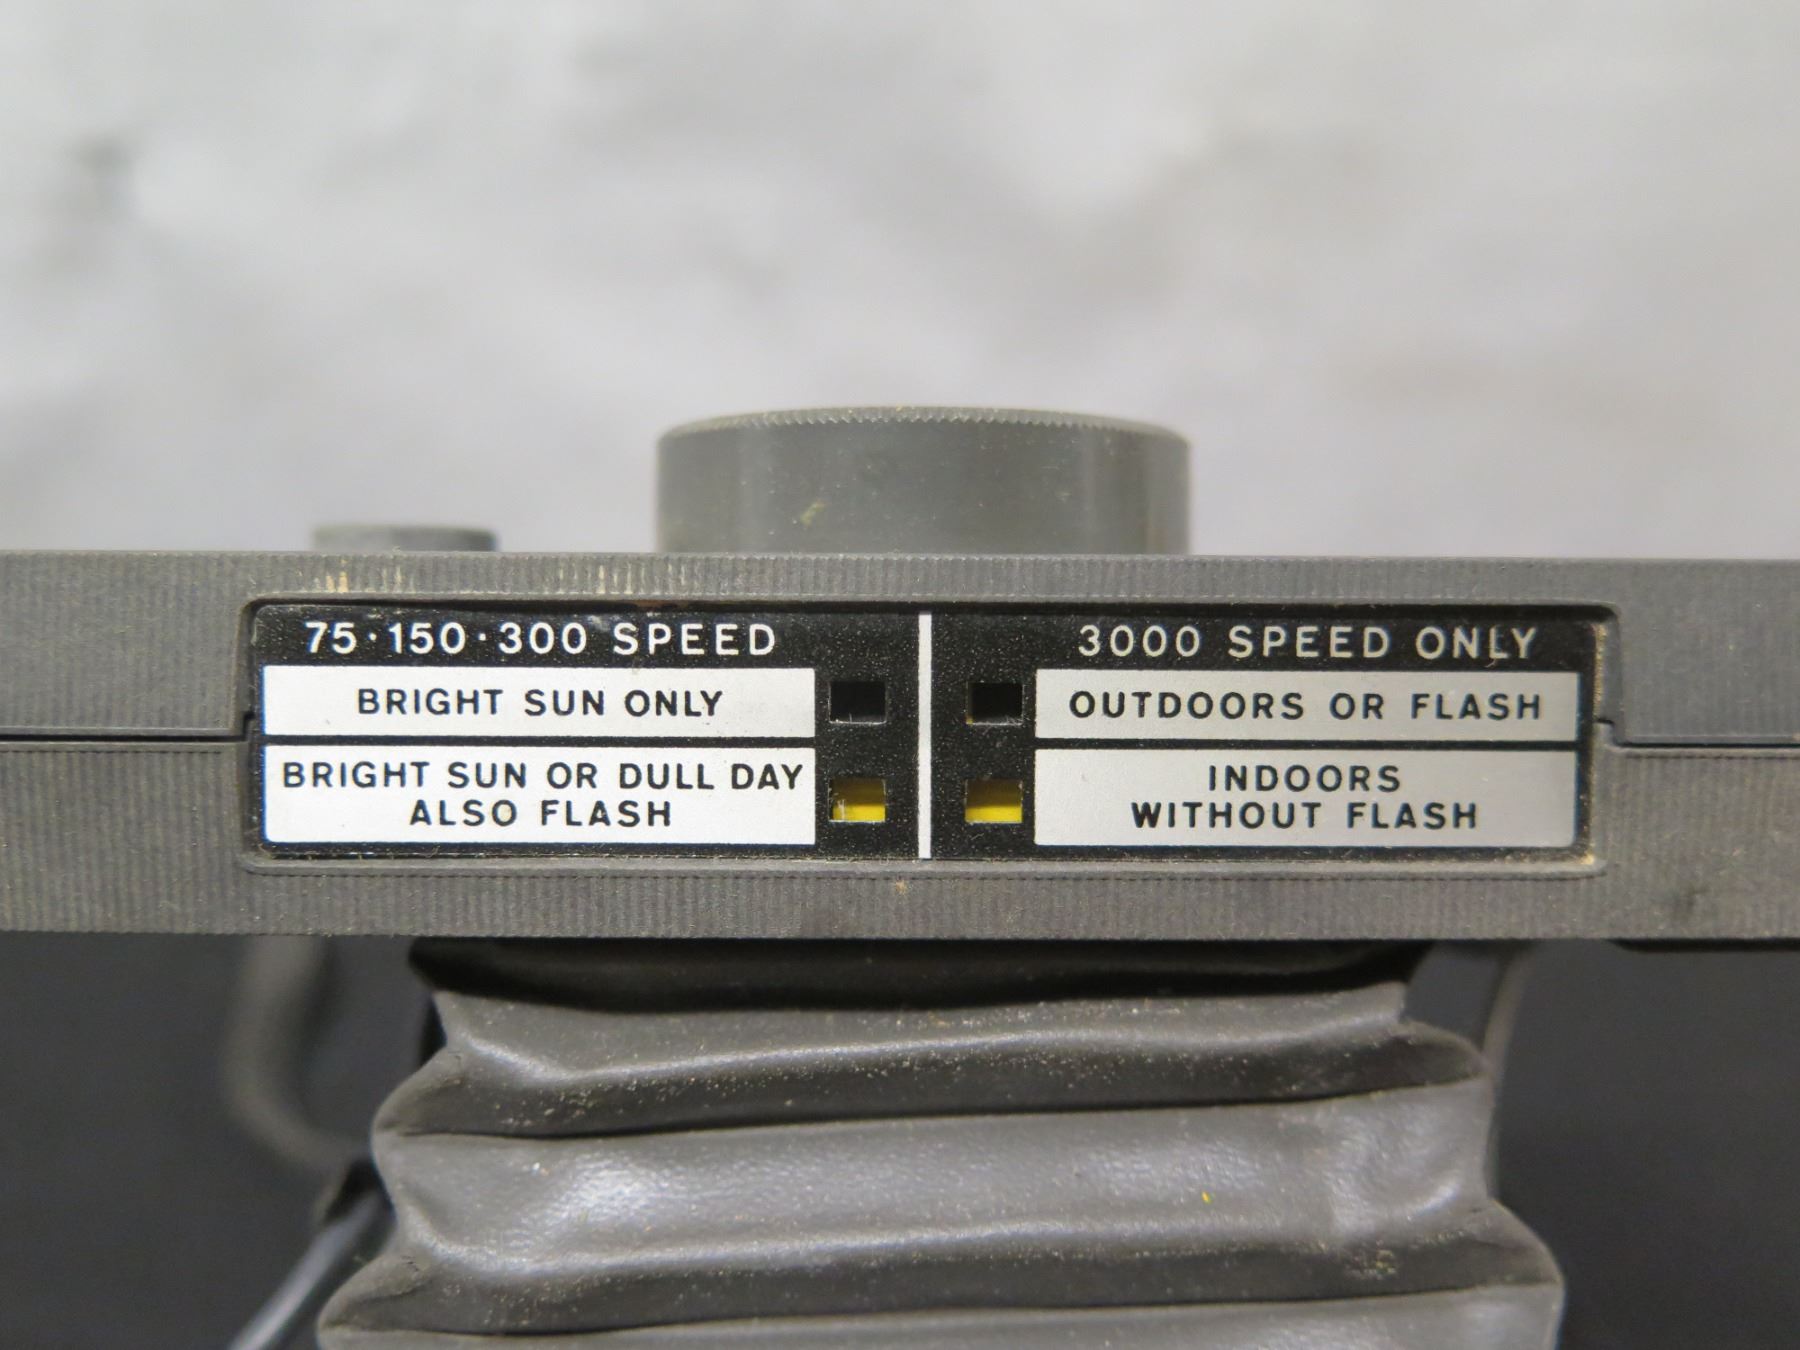 75·150·300 SPEED
BRIGHT SUN ONLY
BRIGHT SUN OR DULL DAY
ALSO FLASH
3000 SPEED ONLY
OUTDOORS OR FLASH
INDOORS
WITHOUT FLASH